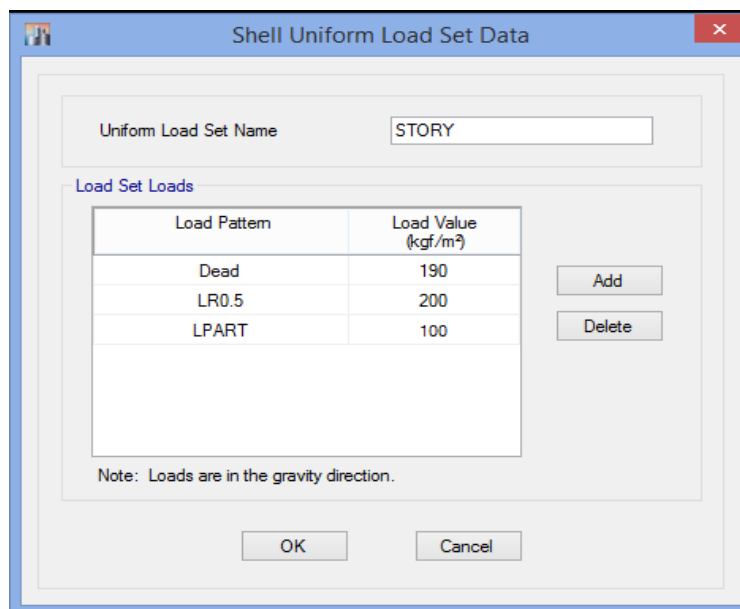 Shell Uniform Load Set Data
Uniform Load Set Name
STORY
Load Set Loads
Load Pattern Load Value
(kgf/m²)
Dead 190
LR0.5 200
LPART 100
Add
Delete
Note: Loads are in the gravity direction.
OK Cancel